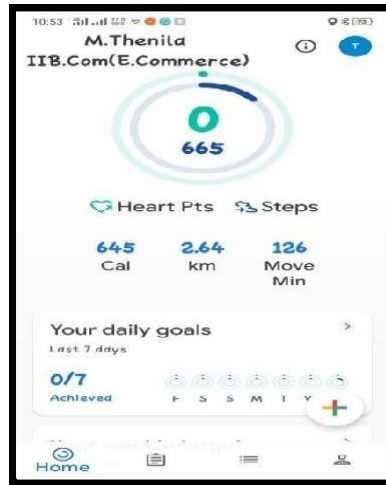 10:53
M.Thenila
IIB.Com(E.Commerce)
T
0
665
Heart Pts Steps
645 2.64 126
Cal km Move
Min
Your daily goals
Last 7 days
0/7
Achieved F S S M T
Home